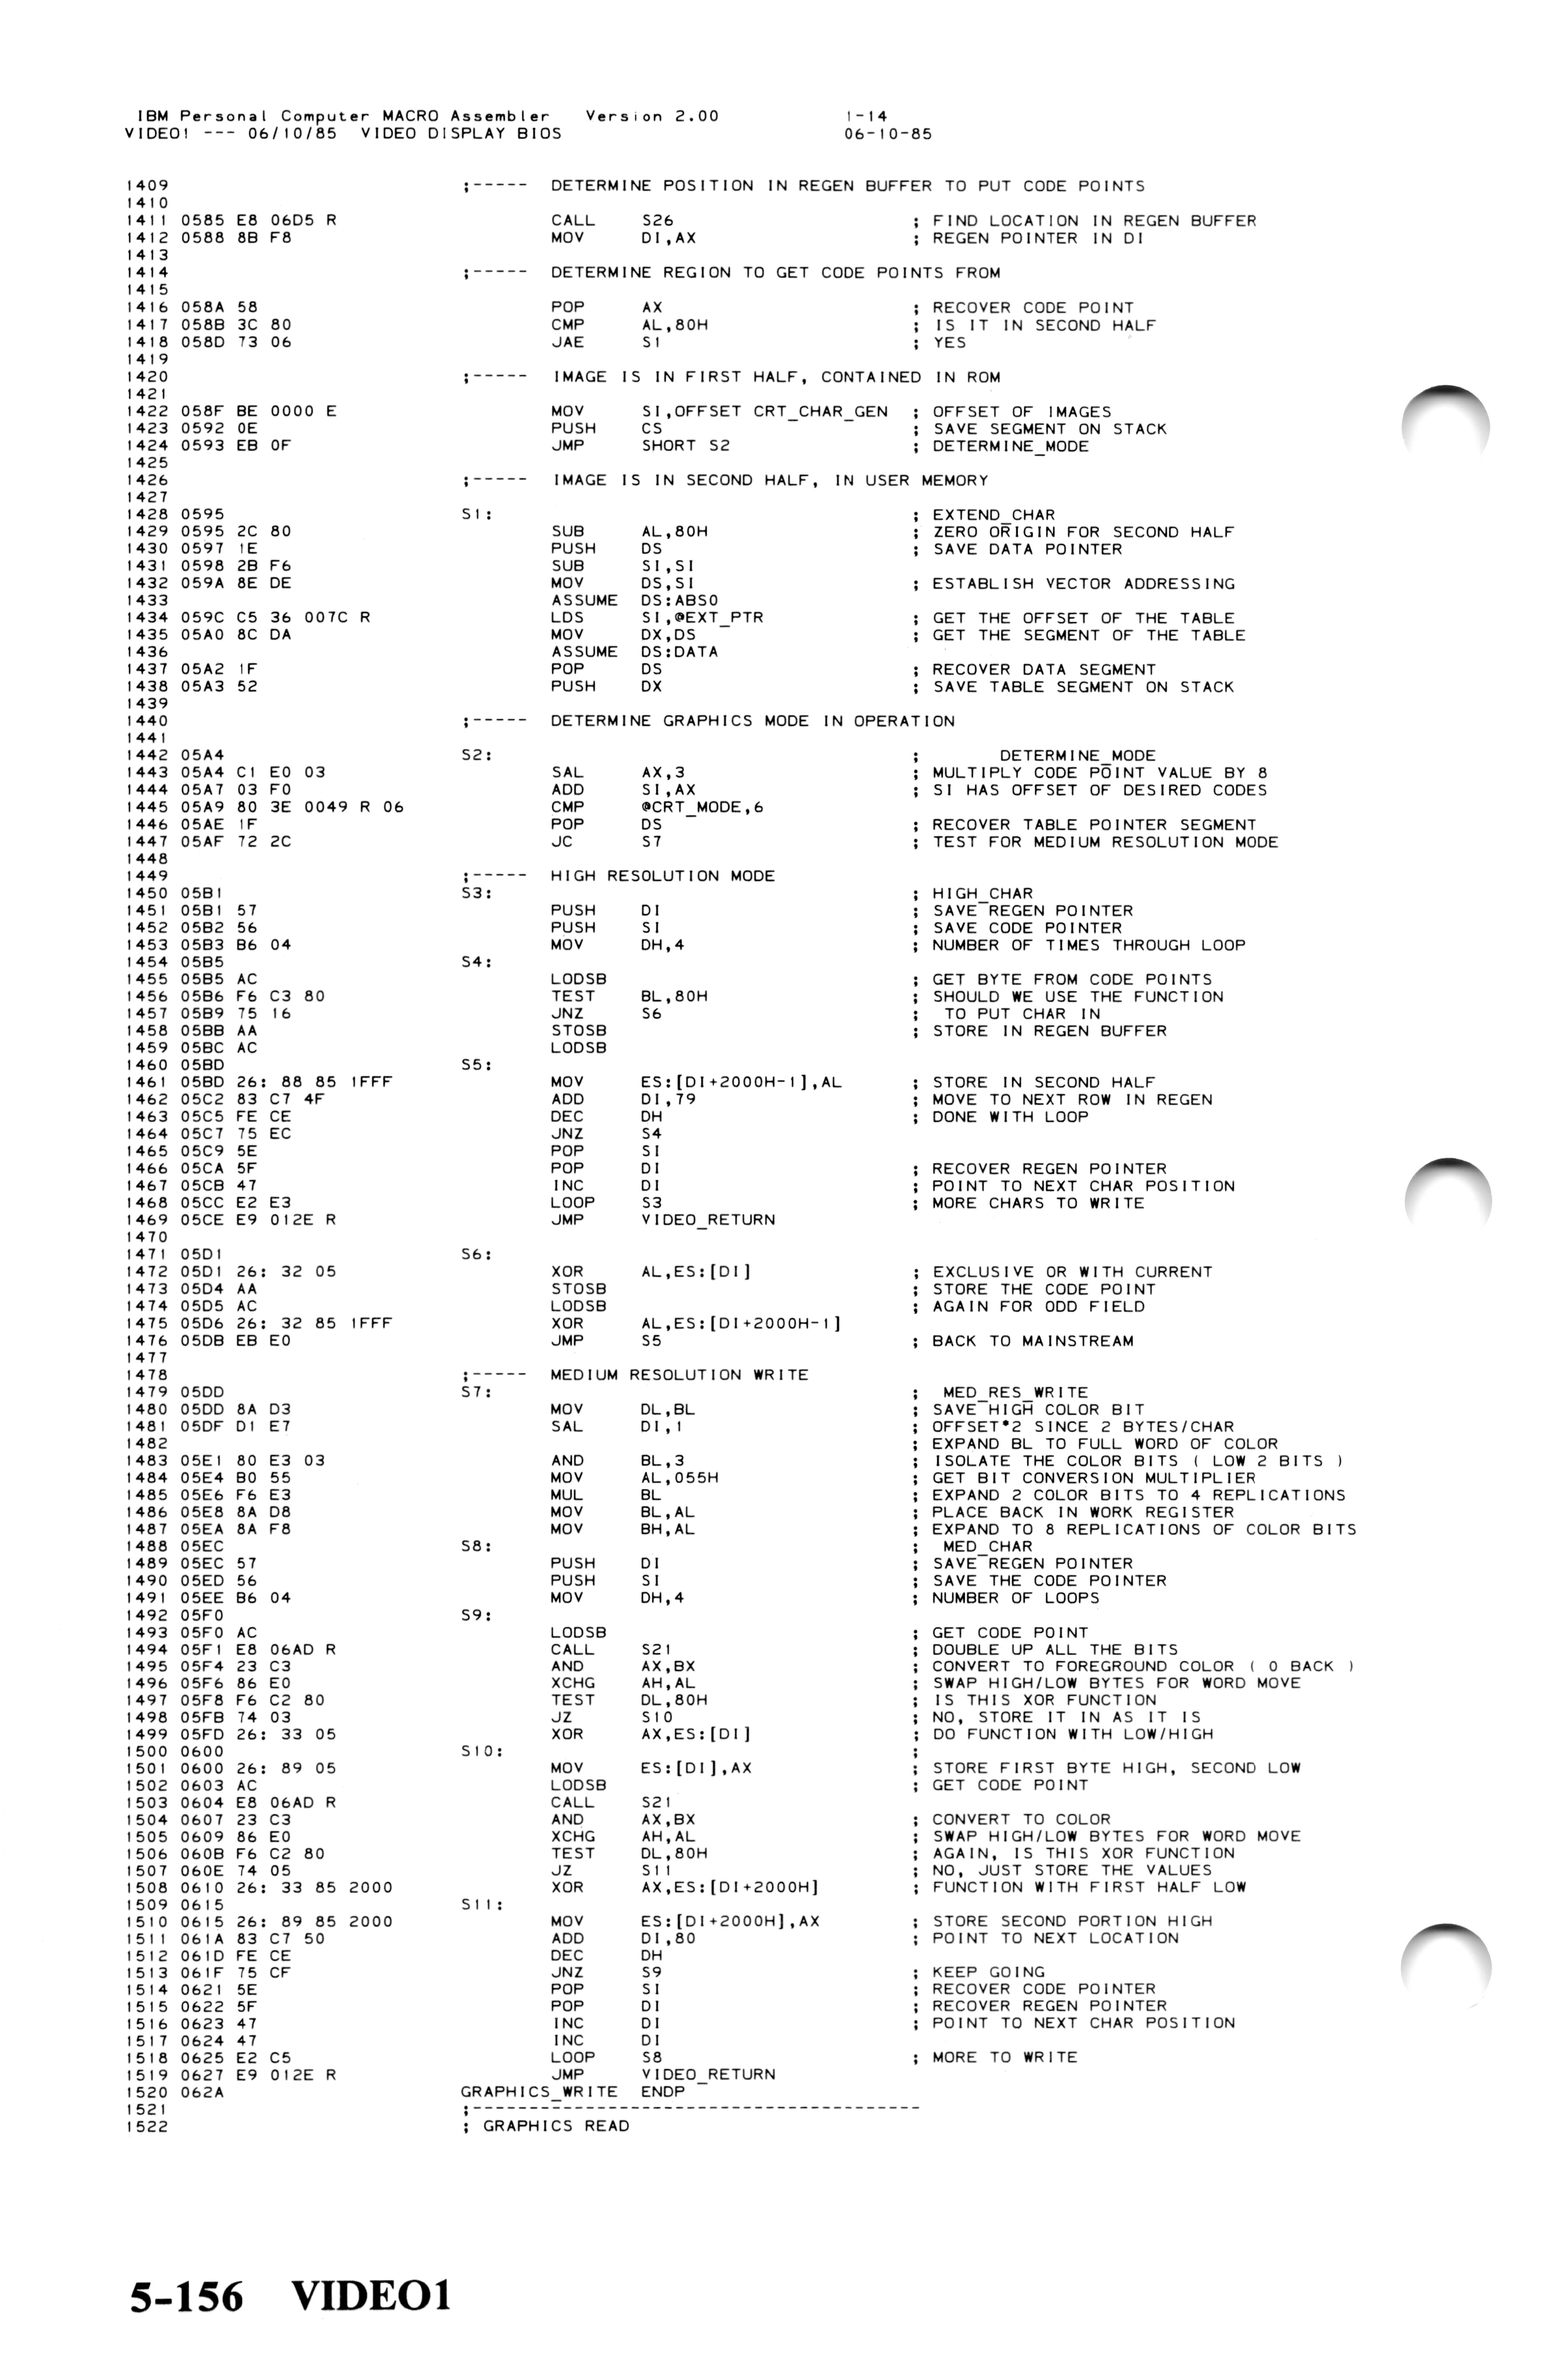 IBM Personal Computer MACRO Assembler   Version 2.00          1-14
VIDEO1 --- 06/10/85  VIDEO DISPLAY BIOS                       06-10-85
1409                          ;-----  DETERMINE POSITION IN REGEN BUFFER TO PUT CODE POINTS
1410
1411 0585 E8 06D5 R                   CALL    S26                     ; FIND LOCATION IN REGEN BUFFER
1412 0588 8B F8                       MOV     DI,AX                   ; REGEN POINTER IN DI
1413
1414                          ;-----  DETERMINE REGION TO GET CODE POINTS FROM
1415
1416 058A 58                          POP     AX                      ; RECOVER CODE POINT
1417 058B 3C 80                       CMP     AL,80H                  ; IS IT IN SECOND HALF
1418 058D 73 06                       JAE     S1                      ; YES
1419
1420                          ;-----  IMAGE IS IN FIRST HALF, CONTAINED IN ROM
1421
1422 058F BE 0000 E                   MOV     SI,OFFSET CRT_CHAR_GEN  ; OFFSET OF IMAGES
1423 0592 0E                          PUSH    CS                      ; SAVE SEGMENT ON STACK
1424 0593 EB 0F                       JMP     SHORT S2                ; DETERMINE_MODE
1425
1426                          ;-----  IMAGE IS IN SECOND HALF, IN USER MEMORY
1427
1428 0595                     S1:                                     ; EXTEND_CHAR
1429 0595 2C 80                       SUB     AL,80H                  ; ZERO ORIGIN FOR SECOND HALF
1430 0597 1E                          PUSH    DS                      ; SAVE DATA POINTER
1431 0598 2B F6                       SUB     SI,SI
1432 059A 8E DE                       MOV     DS,SI                   ; ESTABLISH VECTOR ADDRESSING
1433                                  ASSUME  DS:ABS0
1434 059C C5 36 007C R                LDS     SI,@EXT_PTR             ; GET THE OFFSET OF THE TABLE
1435 05A0 8C DA                       MOV     DX,DS                   ; GET THE SEGMENT OF THE TABLE
1436                                  ASSUME  DS:DATA
1437 05A2 1F                          POP     DS                      ; RECOVER DATA SEGMENT
1438 05A3 52                          PUSH    DX                      ; SAVE TABLE SEGMENT ON STACK
1439
1440                          ;-----  DETERMINE GRAPHICS MODE IN OPERATION
1441
1442 05A4                     S2:                                     ;       DETERMINE_MODE
1443 05A4 C1 E0 03                    SAL     AX,3                    ; MULTIPLY CODE POINT VALUE BY 8
1444 05A7 03 F0                       ADD     SI,AX                   ; SI HAS OFFSET OF DESIRED CODES
1445 05A9 80 3E 0049 R 06             CMP     @CRT_MODE,6
1446 05AE 1F                          POP     DS                      ; RECOVER TABLE POINTER SEGMENT
1447 05AF 72 2C                       JC      S7                      ; TEST FOR MEDIUM RESOLUTION MODE
1448
1449                          ;-----  HIGH RESOLUTION MODE
1450 05B1                     S3:                                     ; HIGH_CHAR
1451 05B1 57                          PUSH    DI                      ; SAVE REGEN POINTER
1452 05B2 56                          PUSH    SI                      ; SAVE CODE POINTER
1453 05B3 B6 04                       MOV     DH,4                    ; NUMBER OF TIMES THROUGH LOOP
1454 05B5                     S4:
1455 05B5 AC                          LODSB                           ; GET BYTE FROM CODE POINTS
1456 05B6 F6 C3 80                    TEST    BL,80H                  ; SHOULD WE USE THE FUNCTION
1457 05B9 75 16                       JNZ     S6                      ;  TO PUT CHAR IN
1458 05BB AA                          STOSB                           ; STORE IN REGEN BUFFER
1459 05BC AC                          LODSB
1460 05BD                     S5:
1461 05BD 26: 88 85 1FFF              MOV     ES:[DI+2000H-1],AL      ; STORE IN SECOND HALF
1462 05C2 83 C7 4F                    ADD     DI,79                   ; MOVE TO NEXT ROW IN REGEN
1463 05C5 FE CE                       DEC     DH                      ; DONE WITH LOOP
1464 05C7 75 EC                       JNZ     S4
1465 05C9 5E                          POP     SI
1466 05CA 5F                          POP     DI                      ; RECOVER REGEN POINTER
1467 05CB 47                          INC     DI                      ; POINT TO NEXT CHAR POSITION
1468 05CC E2 E3                       LOOP    S3                      ; MORE CHARS TO WRITE
1469 05CE E9 012E R                   JMP     VIDEO_RETURN
1470
1471 05D1                     S6:
1472 05D1 26: 32 05                   XOR     AL,ES:[DI]              ; EXCLUSIVE OR WITH CURRENT
1473 05D4 AA                          STOSB                           ; STORE THE CODE POINT
1474 05D5 AC                          LODSB                           ; AGAIN FOR ODD FIELD
1475 05D6 26: 32 85 1FFF              XOR     AL,ES:[DI+2000H-1]
1476 05DB EB E0                       JMP     S5                      ; BACK TO MAINSTREAM
1477
1478                          ;-----  MEDIUM RESOLUTION WRITE
1479 05DD                     S7:                                     ;  MED_RES_WRITE
1480 05DD 8A D3                       MOV     DL,BL                   ; SAVE HIGH COLOR BIT
1481 05DF D1 E7                       SAL     DI,1                    ; OFFSET*2 SINCE 2 BYTES/CHAR
1482                                                                  ; EXPAND BL TO FULL WORD OF COLOR
1483 05E1 80 E3 03                    AND     BL,3                    ; ISOLATE THE COLOR BITS ( LOW 2 BITS )
1484 05E4 B0 55                       MOV     AL,055H                 ; GET BIT CONVERSION MULTIPLIER
1485 05E6 F6 E3                       MUL     BL                      ; EXPAND 2 COLOR BITS TO 4 REPLICATIONS
1486 05E8 8A D8                       MOV     BL,AL                   ; PLACE BACK IN WORK REGISTER
1487 05EA 8A F8                       MOV     BH,AL                   ; EXPAND TO 8 REPLICATIONS OF COLOR BITS
1488 05EC                     S8:                                     ;  MED_CHAR
1489 05EC 57                          PUSH    DI                      ; SAVE REGEN POINTER
1490 05ED 56                          PUSH    SI                      ; SAVE THE CODE POINTER
1491 05EE B6 04                       MOV     DH,4                    ; NUMBER OF LOOPS
1492 05F0                     S9:
1493 05F0 AC                          LODSB                           ; GET CODE POINT
1494 05F1 E8 06AD R                   CALL    S21                     ; DOUBLE UP ALL THE BITS
1495 05F4 23 C3                       AND     AX,BX                   ; CONVERT TO FOREGROUND COLOR ( 0 BACK )
1496 05F6 86 E0                       XCHG    AH,AL                   ; SWAP HIGH/LOW BYTES FOR WORD MOVE
1497 05F8 F6 C2 80                    TEST    DL,80H                  ; IS THIS XOR FUNCTION
1498 05FB 74 03                       JZ      S10                     ; NO, STORE IT IN AS IT IS
1499 05FD 26: 33 05                   XOR     AX,ES:[DI]              ; DO FUNCTION WITH LOW/HIGH
1500 0600                     S10:                                    ;
1501 0600 26: 89 05                   MOV     ES:[DI],AX              ; STORE FIRST BYTE HIGH, SECOND LOW
1502 0603 AC                          LODSB                           ; GET CODE POINT
1503 0604 E8 06AD R                   CALL    S21
1504 0607 23 C3                       AND     AX,BX                   ; CONVERT TO COLOR
1505 0609 86 E0                       XCHG    AH,AL                   ; SWAP HIGH/LOW BYTES FOR WORD MOVE
1506 060B F6 C2 80                    TEST    DL,80H                  ; AGAIN, IS THIS XOR FUNCTION
1507 060E 74 05                       JZ      S11                     ; NO, JUST STORE THE VALUES
1508 0610 26: 33 85 2000              XOR     AX,ES:[DI+2000H]        ; FUNCTION WITH FIRST HALF LOW
1509 0615                     S11:
1510 0615 26: 89 85 2000              MOV     ES:[DI+2000H],AX        ; STORE SECOND PORTION HIGH
1511 061A 83 C7 50                    ADD     DI,80                   ; POINT TO NEXT LOCATION
1512 061D FE CE                       DEC     DH
1513 061F 75 CF                       JNZ     S9                      ; KEEP GOING
1514 0621 5E                          POP     SI                      ; RECOVER CODE POINTER
1515 0622 5F                          POP     DI                      ; RECOVER REGEN POINTER
1516 0623 47                          INC     DI                      ; POINT TO NEXT CHAR POSITION
1517 0624 47                          INC     DI
1518 0625 E2 C5                       LOOP    S8                      ; MORE TO WRITE
1519 0627 E9 012E R                   JMP     VIDEO_RETURN
1520 062A                     GRAPHICS_WRITE  ENDP
1521                          ;----------------------------------------
1522                          ; GRAPHICS READ
5-156   VIDEO1